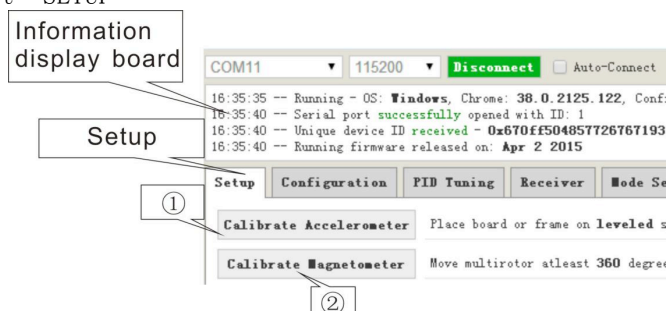 SETUP
Information
display board
COM11 115200 Disconnect Auto-Connect
16:35:35 -- Running - OS: Windows, Chrome: 38.0.2125.122, Conf
16:35:40 -- Serial port successfully opened with ID: 1
16:35:40 -- Unique device ID received - 0x670ff504857726767193
16:35:40 -- Running firmware released on: Apr 2 2015
Setup
Setup Configuration PID Tuning Receiver Mode Se
①
Calibrate Accelerometer Place board or frame on leveled s
Calibrate Magnetometer Move multirotor atleast 360 degree
②